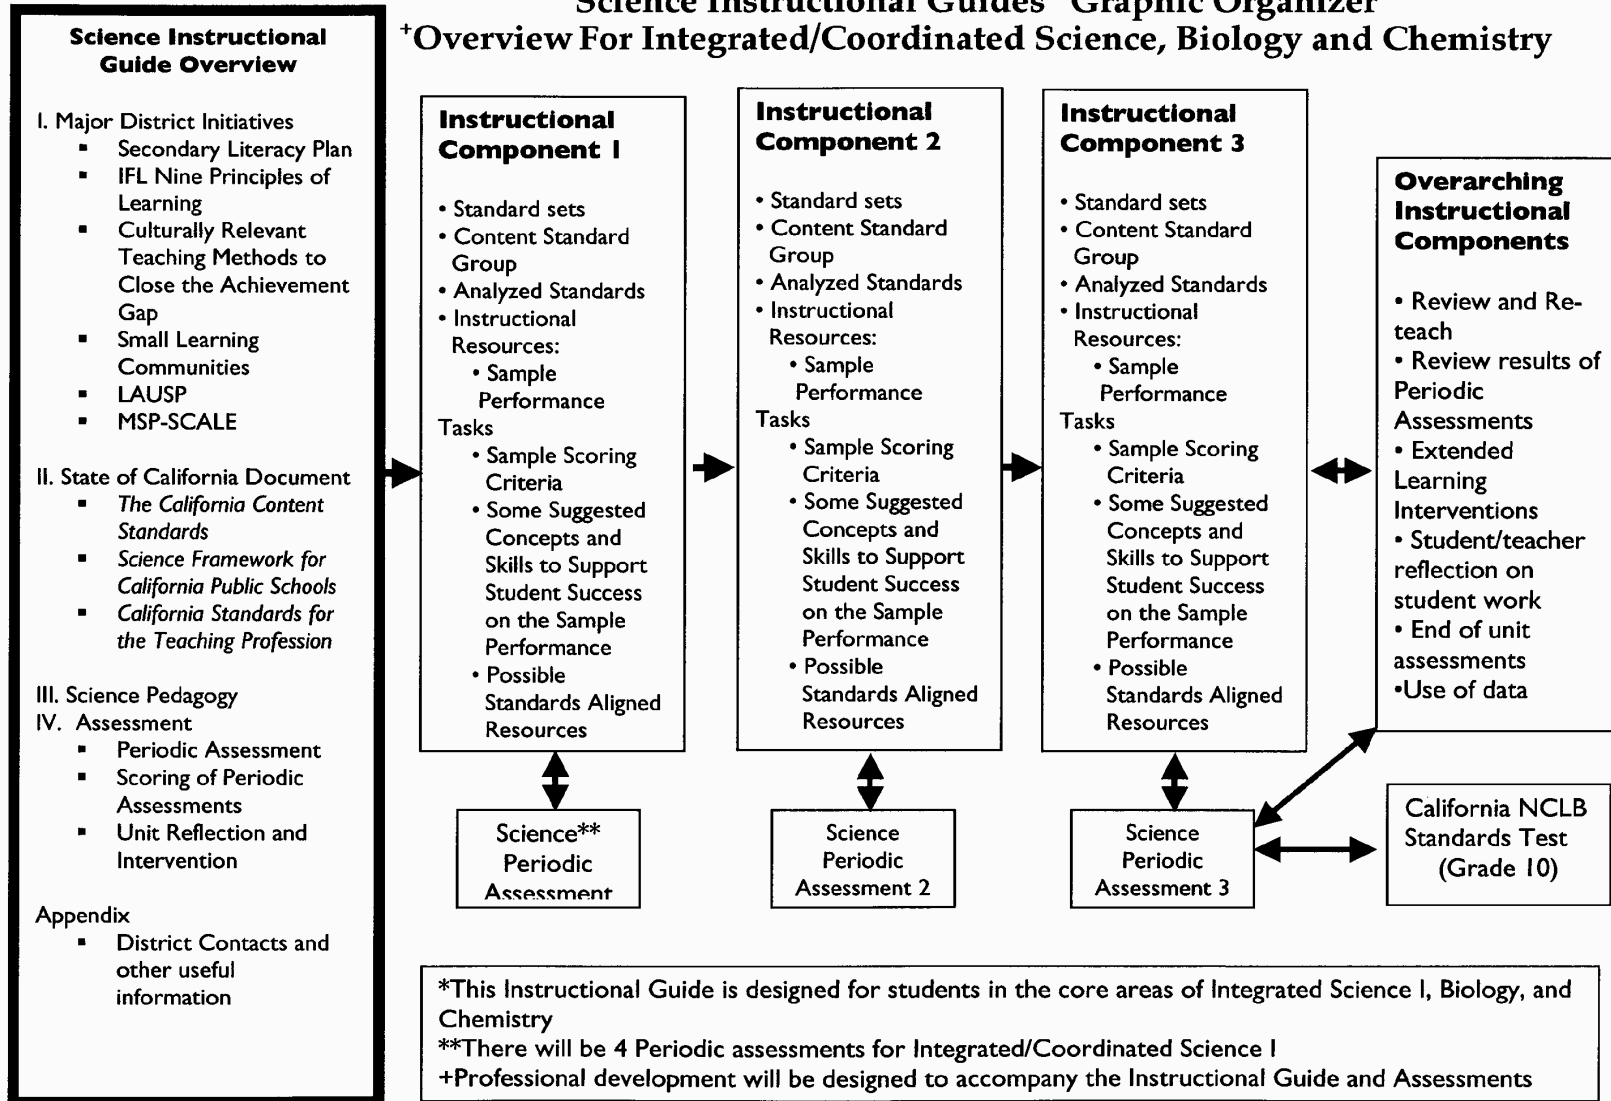 Science Instructional Guides* Graphic Organizer
+Overview For Integrated/Coordinated Science, Biology and Chemistry
Science Instructional
Guide Overview
I. Major District Initiatives
▪ Secondary Literacy Plan
▪ IFL Nine Principles of
Learning
▪ Culturally Relevant
Teaching Methods to
Close the Achievement
Gap
▪ Small Learning
Communities
▪ LAUSP
▪ MSP-SCALE
II. State of California Document
▪ The California Content
Standards
▪ Science Framework for
California Public Schools
▪ California Standards for
the Teaching Profession
III. Science Pedagogy
IV. Assessment
▪ Periodic Assessment
▪ Scoring of Periodic
Assessments
▪ Unit Reflection and
Intervention
Appendix
▪ District Contacts and
other useful
information
Instructional
Component 1
• Standard sets
• Content Standard
Group
• Analyzed Standards
• Instructional
Resources:
• Sample
Performance
Tasks
• Sample Scoring
Criteria
• Some Suggested
Concepts and
Skills to Support
Student Success
on the Sample
Performance
• Possible
Standards Aligned
Resources
Instructional
Component 2
• Standard sets
• Content Standard
Group
• Analyzed Standards
• Instructional
Resources:
• Sample
Performance
Tasks
• Sample Scoring
Criteria
• Some Suggested
Concepts and
Skills to Support
Student Success
on the Sample
Performance
• Possible
Standards Aligned
Resources
Instructional
Component 3
• Standard sets
• Content Standard
Group
• Analyzed Standards
• Instructional
Resources:
• Sample
Performance
Tasks
• Sample Scoring
Criteria
• Some Suggested
Concepts and
Skills to Support
Student Success
on the Sample
Performance
• Possible
Standards Aligned
Resources
Overarching
Instructional
Components
• Review and Re-
teach
• Review results of
Periodic
Assessments
• Extended
Learning
Interventions
• Student/teacher
reflection on
student work
• End of unit
assessments
•Use of data
Science**
Periodic
Assessment
Science
Periodic
Assessment 2
Science
Periodic
Assessment 3
California NCLB
Standards Test
(Grade 10)
*This Instructional Guide is designed for students in the core areas of Integrated Science I, Biology, and
Chemistry
**There will be 4 Periodic assessments for Integrated/Coordinated Science I
+Professional development will be designed to accompany the Instructional Guide and Assessments